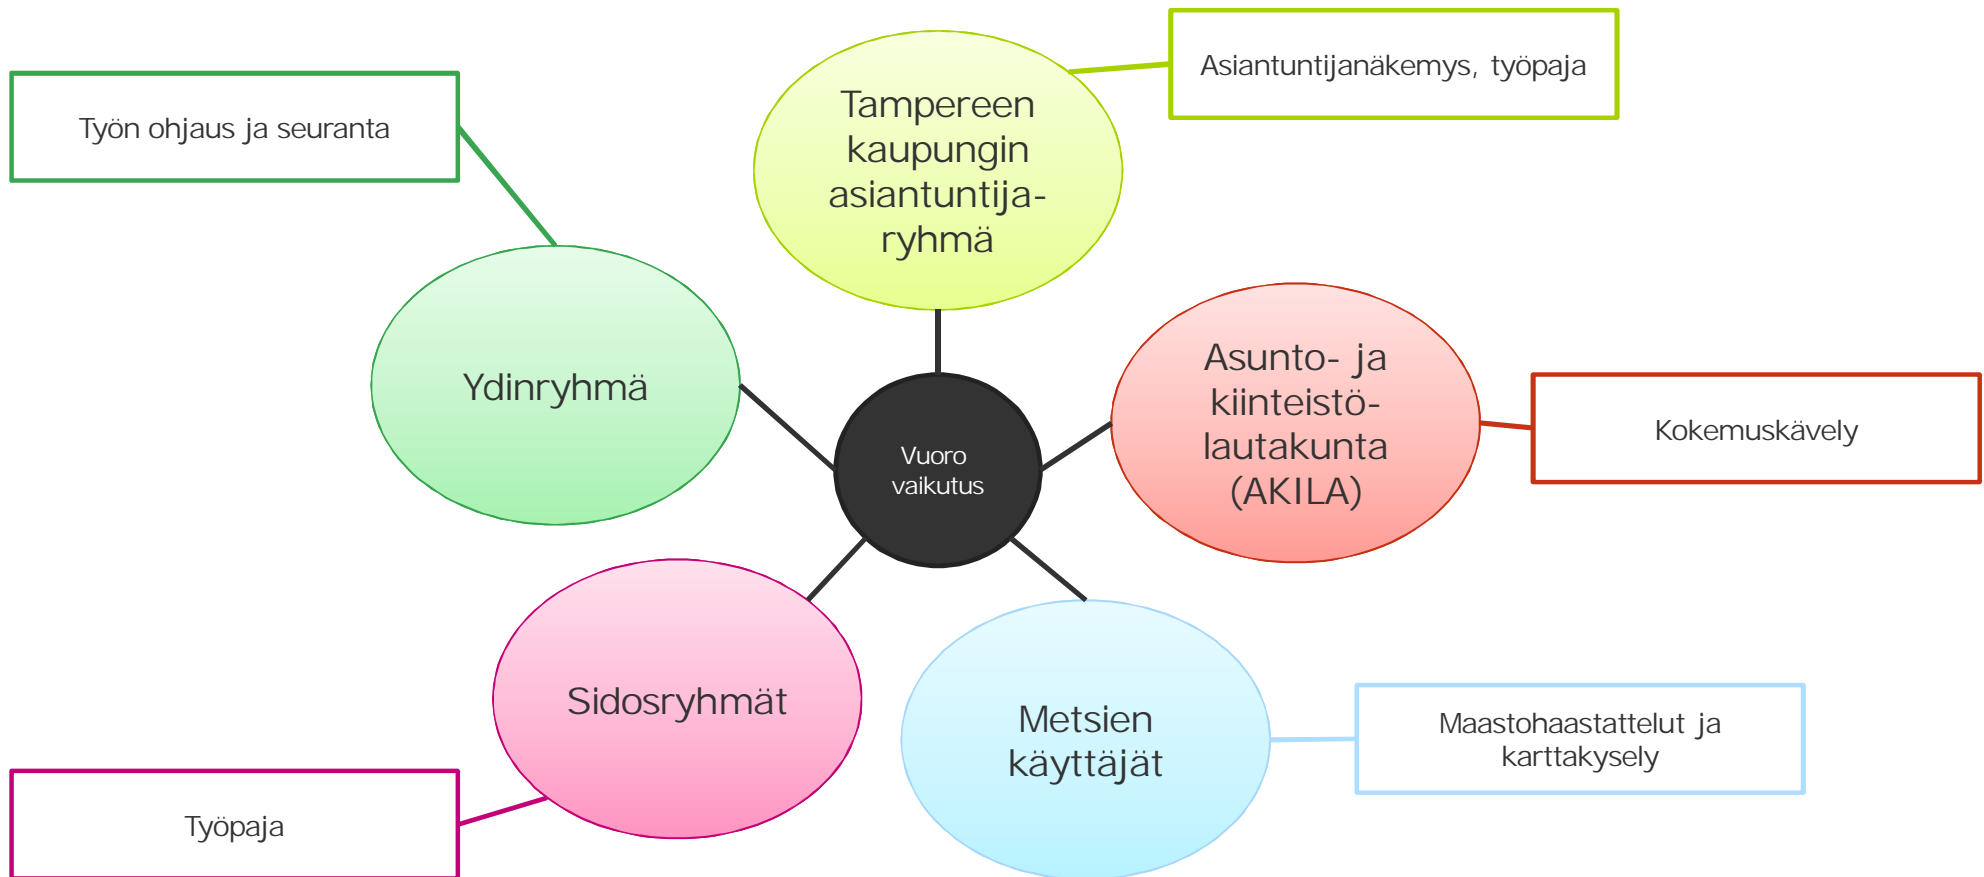 Asiantuntijanäkemys, työpaja
Tampereen
kaupungin
asiantuntija-
ryhmä
Työn ohjaus ja seuranta
Ydinryhmä
Asunto- ja
kiinteistö-
lautakunta
(AKILA)
Kokemuskävely
Vuoro
vaikutus
Sidosryhmät
Metsien
käyttäjät
Maastohaastattelut ja
karttakysely
Työpaja